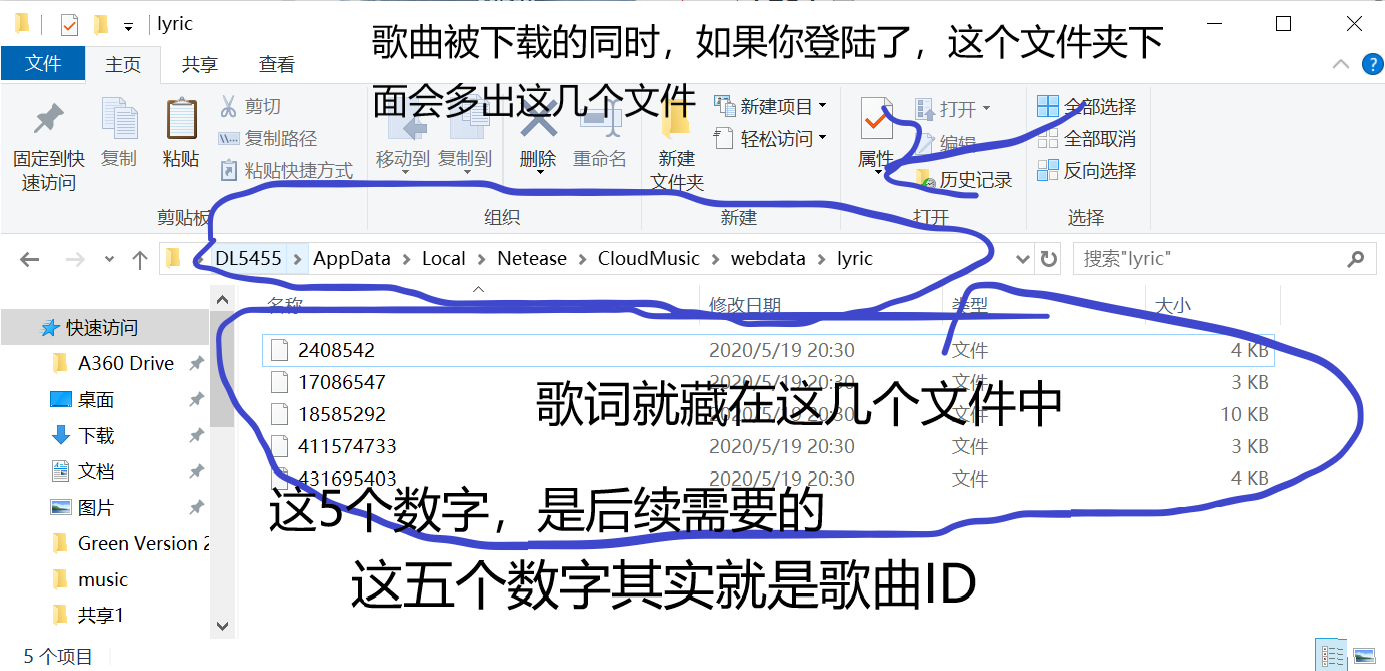 lyric
歌曲被下载的同时，如果你登陆了，这个文件夹下
面会多出这几个文件
文件 主页 共享 查看
固定到快
速访问
复制
粘贴
剪切
复制路径
粘贴快捷方式
移动到 复制到 删除 重命名
新建
文件夹
新建项目
轻松访问
属性
打开
编辑
历史记录
全部选择
全部取消
反向选择
剪贴板 组织 新建 打开 选择
DL5455 AppData Local Netease CloudMusic webdata lyric
搜索"lyric"
名称 修改日期 类型 大小
快速访问
A360 Drive
桌面
下载
文档
图片
Green Version 2
music
共享1
2408542 2020/5/19 20:30 文件 4 KB
17086547 2020/5/19 20:30 文件 3 KB
18585292 2020/5/19 20:30 文件 10 KB
411574733 2020/5/19 20:30 文件 3 KB
431695403 2020/5/19 20:30 文件 4 KB
歌词就藏在这几个文件中
这5个数字，是后续需要的
这五个数字其实就是歌曲ID
5 个项目